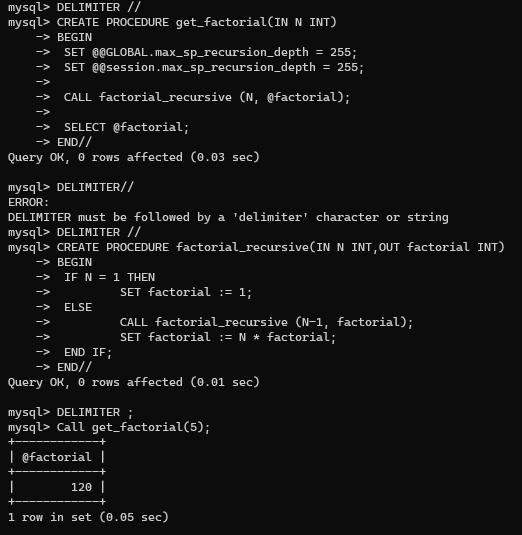 mysql> DELIMITER //
mysql> CREATE PROCEDURE get_factorial(IN N INT)
    -> BEGIN
    ->  SET @@GLOBAL.max_sp_recursion_depth = 255;
    ->  SET @@session.max_sp_recursion_depth = 255;
    ->
    ->  CALL factorial_recursive (N, @factorial);
    ->
    ->  SELECT @factorial;
    -> END//
Query OK, 0 rows affected (0.03 sec)

mysql> DELIMITER//
ERROR:
DELIMITER must be followed by a 'delimiter' character or string
mysql> DELIMITER //
mysql> CREATE PROCEDURE factorial_recursive(IN N INT,OUT factorial INT)
    -> BEGIN
    ->  IF N = 1 THEN
    ->          SET factorial := 1;
    ->  ELSE
    ->          CALL factorial_recursive (N-1, factorial);
    ->          SET factorial := N * factorial;
    ->  END IF;
    -> END//
Query OK, 0 rows affected (0.01 sec)

mysql> DELIMITER ;
mysql> Call get_factorial(5);
+------------+
| @factorial |
+------------+
|        120 |
+------------+
1 row in set (0.05 sec)